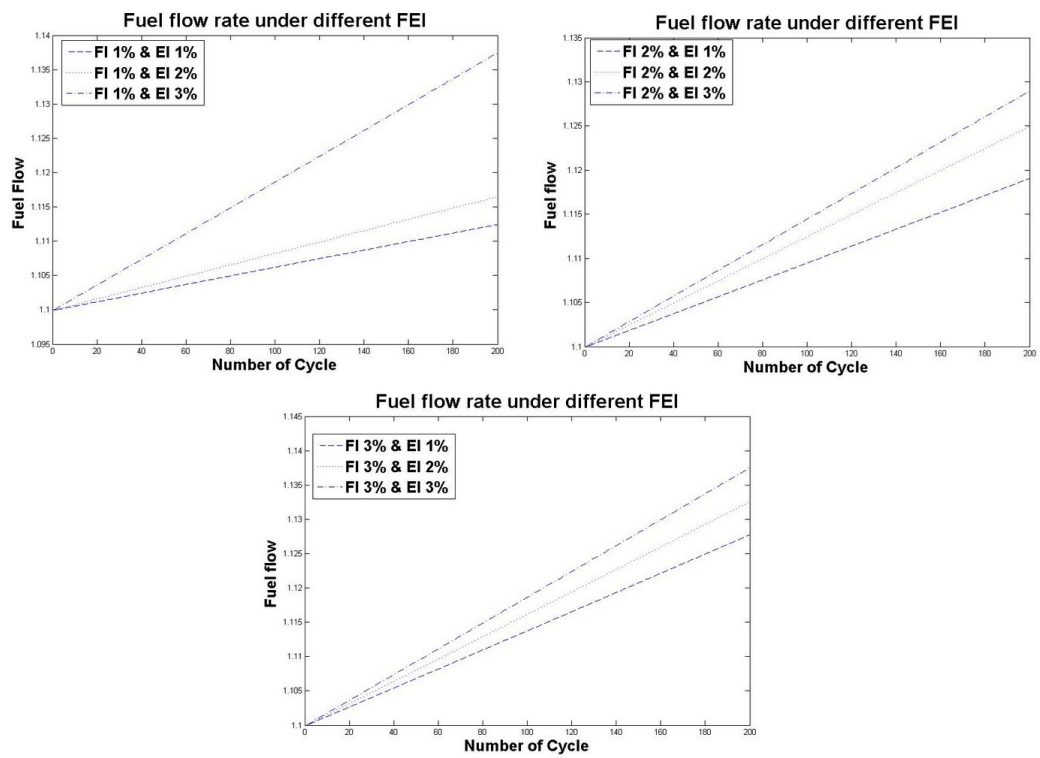 Fuel flow rate under different FEI
1.14
1.135
1.13
1.125
1.12
1.115
1.11
1.105
1.1
1.095
FI 1% & EI 1%
FI 1% & EI 2%
FI 1% & EI 3%
Fuel Flow
0 20 40 60 80 100 120 140 160 180 200
Number of Cycle
Fuel flow rate under different FEI
1.135
1.13
1.125
1.12
1.115
1.11
1.105
1.1
FI 2% & EI 1%
FI 2% & EI 2%
FI 2% & EI 3%
Fuel flow
0 20 40 60 80 100 120 140 160 180 200
Number of Cycle
Fuel flow rate under different FEI
1.145
1.14
1.135
1.13
1.125
1.12
1.115
1.11
1.105
1.1
FI 3% & EI 1%
FI 3% & EI 2%
FI 3% & EI 3%
Fuel flow
0 20 40 60 80 100 120 140 160 180 200
Number of Cycle